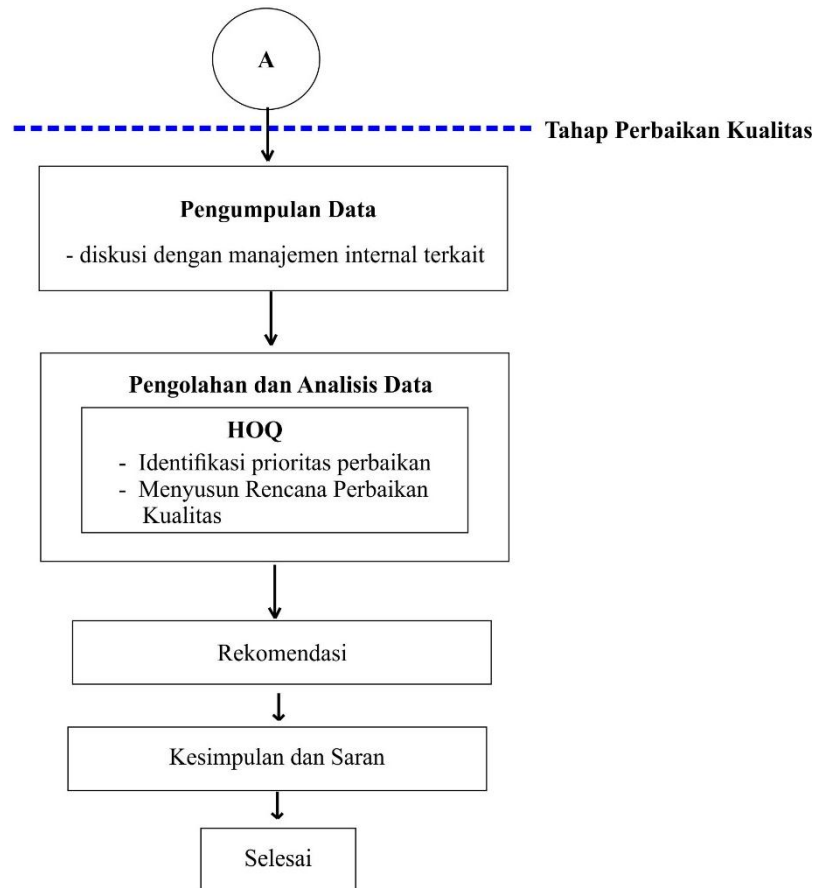 A
Tahap Perbaikan Kualitas
Pengumpulan Data
- diskusi dengan manajemen internal terkait
Pengolahan dan Analisis Data
HOQ
- Identifikasi prioritas perbaikan
- Menyusun Rencana Perbaikan
Kualitas
Rekomendasi
Kesimpulan dan Saran
Selesai